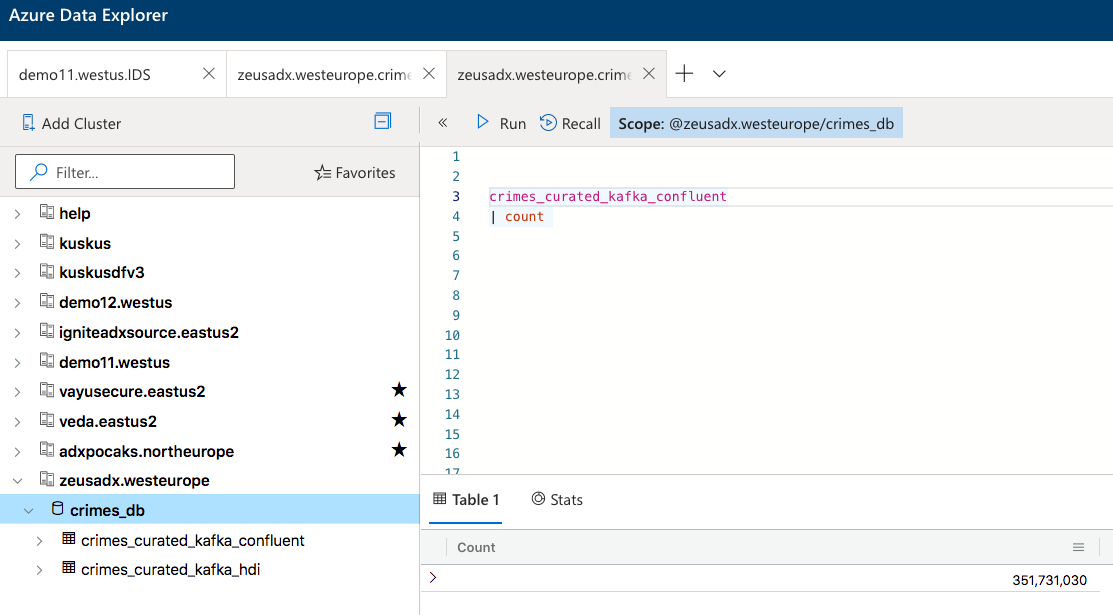 Azure Data Explorer
demo11.westus.IDS
zeusadx.westeurope.crime
zeusadx.westeurope.crime
Add Cluster
Run
Recall
Scope: @zeusadx.westeurope/crimes_db
Filter...
Favorites
help
kuskus
kuskusdfv3
demo12.westus
igniteadxsource.eastus2
demo11.westus
vayusecure.eastus2
veda.eastus2
adxpocaks.northeurope
zeusadx.westeurope
crimes_db
crimes_curated_kafka_confluent
crimes_curated_kafka_hdi
1
2
3 crimes_curated_kafka_confluent
4 | count
5
6
7
8
9
10
11
12
13
14
15
16
17
Table 1
Stats
Count
351,731,030